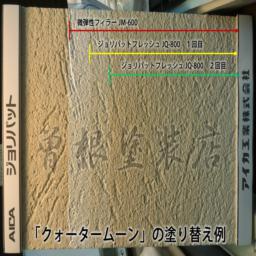 微弾性フィラー JM-600
ジョリパットフレッシュ JQ-800 1回目
ジョリパットフレッシュ JQ-800 2回目
AICA ジョリパット
アイカ工業株式会社
曽根塗装店
「クォータームーン」の塗り替え例